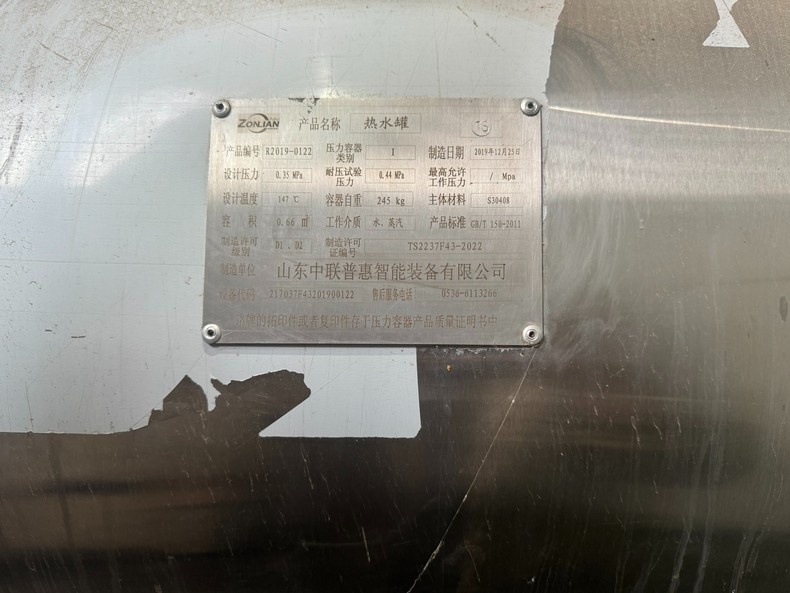 ZONLIAN 产品名称 热水罐 TS
产品编号 R2019-0122 压力容器类别 I 制造日期 2019年12月25日
设计压力 0.35 MPa 耐压试验压力 0.44 MPa 最高允许工作压力 / Mpa
设计温度 147 ℃ 容器自重 245 kg 主体材料 S30408
容积 0.66 ㎥ 工作介质 水、蒸汽 产品标准 GB/T 150-2011
制造许可级别 D1、D2 制造许可证编号 TS2237F43-2022
制造单位 山东中联普惠智能装备有限公司
设备代码 217037F43201900122 售后服务电话 0536-6113266
铭牌的拓印件或者复印件存于压力容器产品质量证明书中